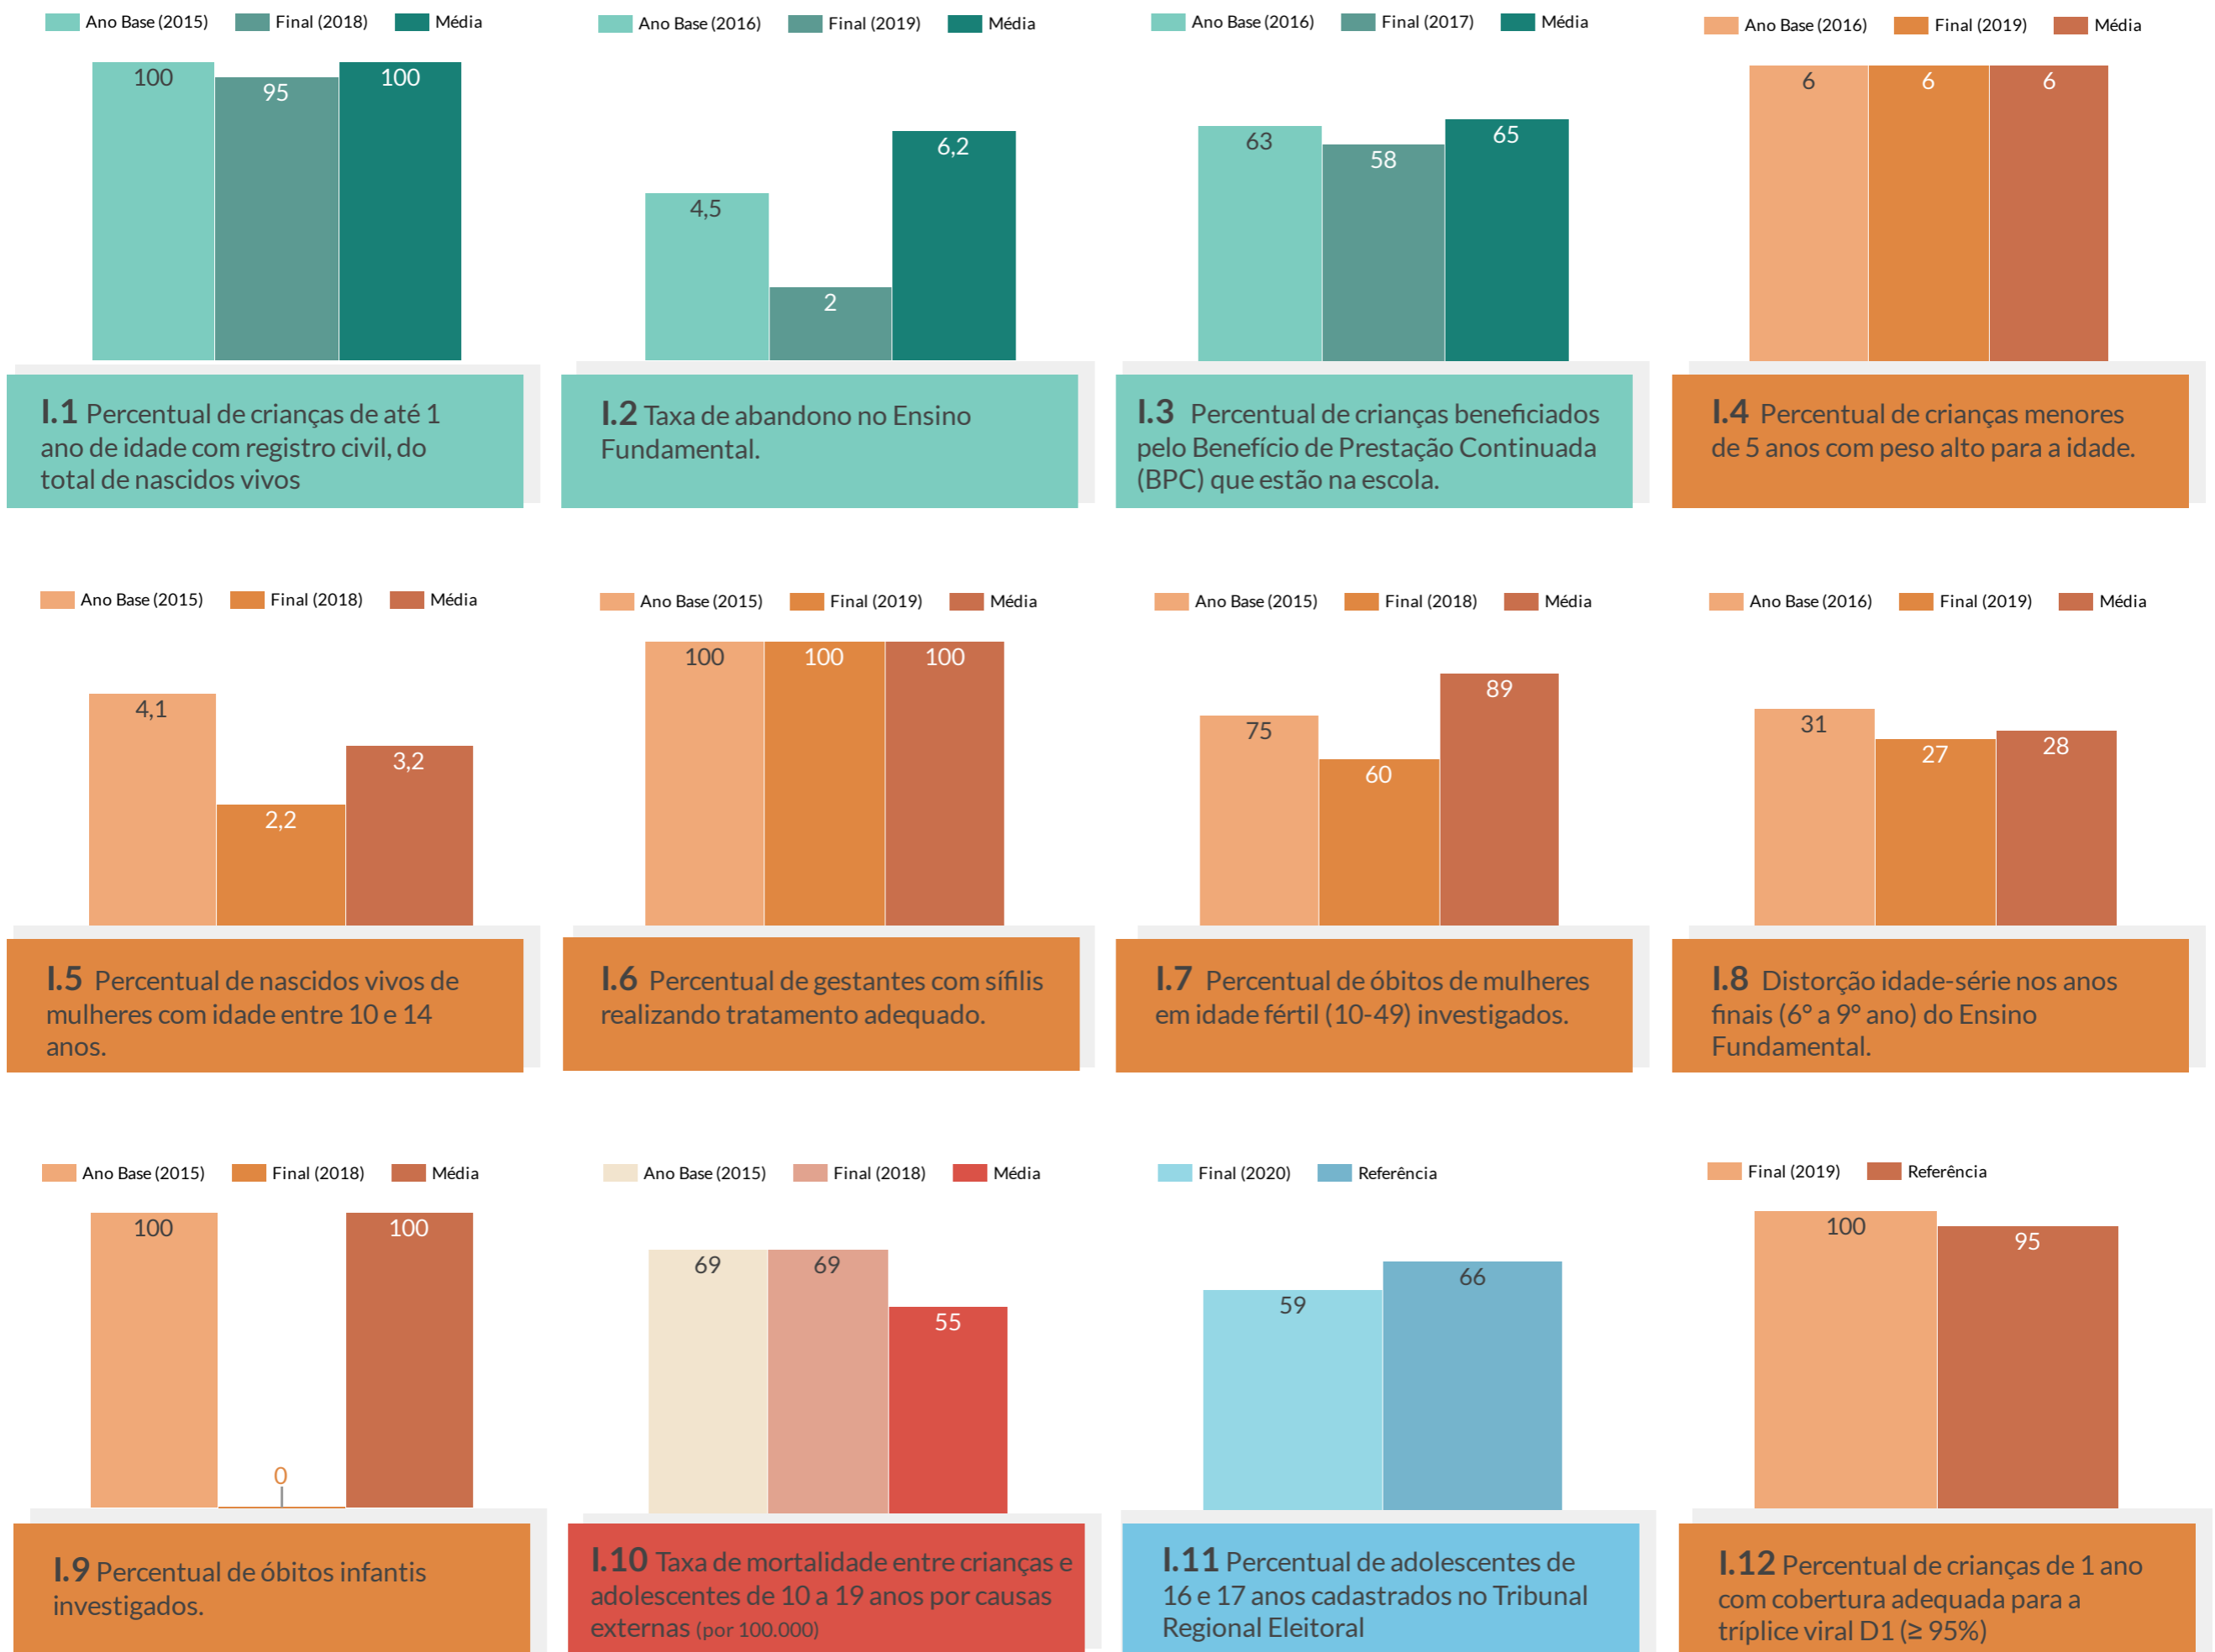 Ano Base (2015) Final (2018) Média
100 95 100
I.1 Percentual de crianças de até 1
ano de idade com registro civil, do
total de nascidos vivos
Ano Base (2016) Final (2019) Média
4,5 2 6,2
I.2 Taxa de abandono no Ensino
Fundamental.
Ano Base (2016) Final (2017) Média
63 58 65
I.3 Percentual de crianças beneficiados
pelo Benefício de Prestação Continuada
(BPC) que estão na escola.
Ano Base (2016) Final (2019) Média
6 6 6
I.4 Percentual de crianças menores
de 5 anos com peso alto para a idade.
Ano Base (2015) Final (2018) Média
4,1 2,2 3,2
I.5 Percentual de nascidos vivos de
mulheres com idade entre 10 e 14
anos.
Ano Base (2015) Final (2019) Média
100 100 100
I.6 Percentual de gestantes com sífilis
realizando tratamento adequado.
Ano Base (2015) Final (2018) Média
75 60 89
I.7 Percentual de óbitos de mulheres
em idade fértil (10-49) investigados.
Ano Base (2016) Final (2019) Média
31 27 28
I.8 Distorção idade-série nos anos
finais (6° a 9° ano) do Ensino
Fundamental.
Ano Base (2015) Final (2018) Média
100 0 100
I.9 Percentual de óbitos infantis
investigados.
Ano Base (2015) Final (2018) Média
69 69 55
I.10 Taxa de mortalidade entre crianças e
adolescentes de 10 a 19 anos por causas
externas (por 100.000)
Final (2020) Referência
59 66
I.11 Percentual de adolescentes de
16 e 17 anos cadastrados no Tribunal
Regional Eleitoral
Final (2019) Referência
100 95
I.12 Percentual de crianças de 1 ano
com cobertura adequada para a
tríplice viral D1 (≥ 95%)